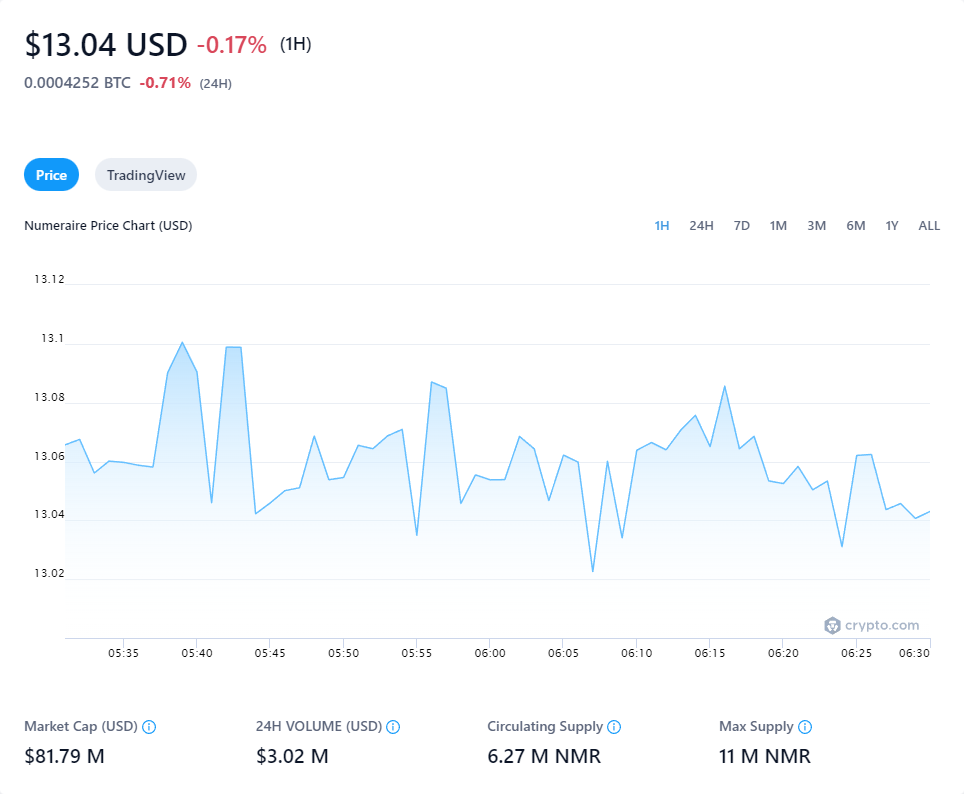 $13.04 USD -0.17% (1H)
0.0004252 BTC -0.71% (24H)
Price TradingView
Numeraire Price Chart (USD) 1H 24H 7D 1M 3M 6M 1Y ALL
13.12
13.1
13.08
13.06
13.04
13.02
crypto.com
05:35 05:40 05:45 05:50 05:55 06:00 06:05 06:10 06:15 06:20 06:25 06:30
Market Cap (USD) 24H VOLUME (USD) Circulating Supply Max Supply
$81.79 M $3.02 M 6.27 M NMR 11 M NMR